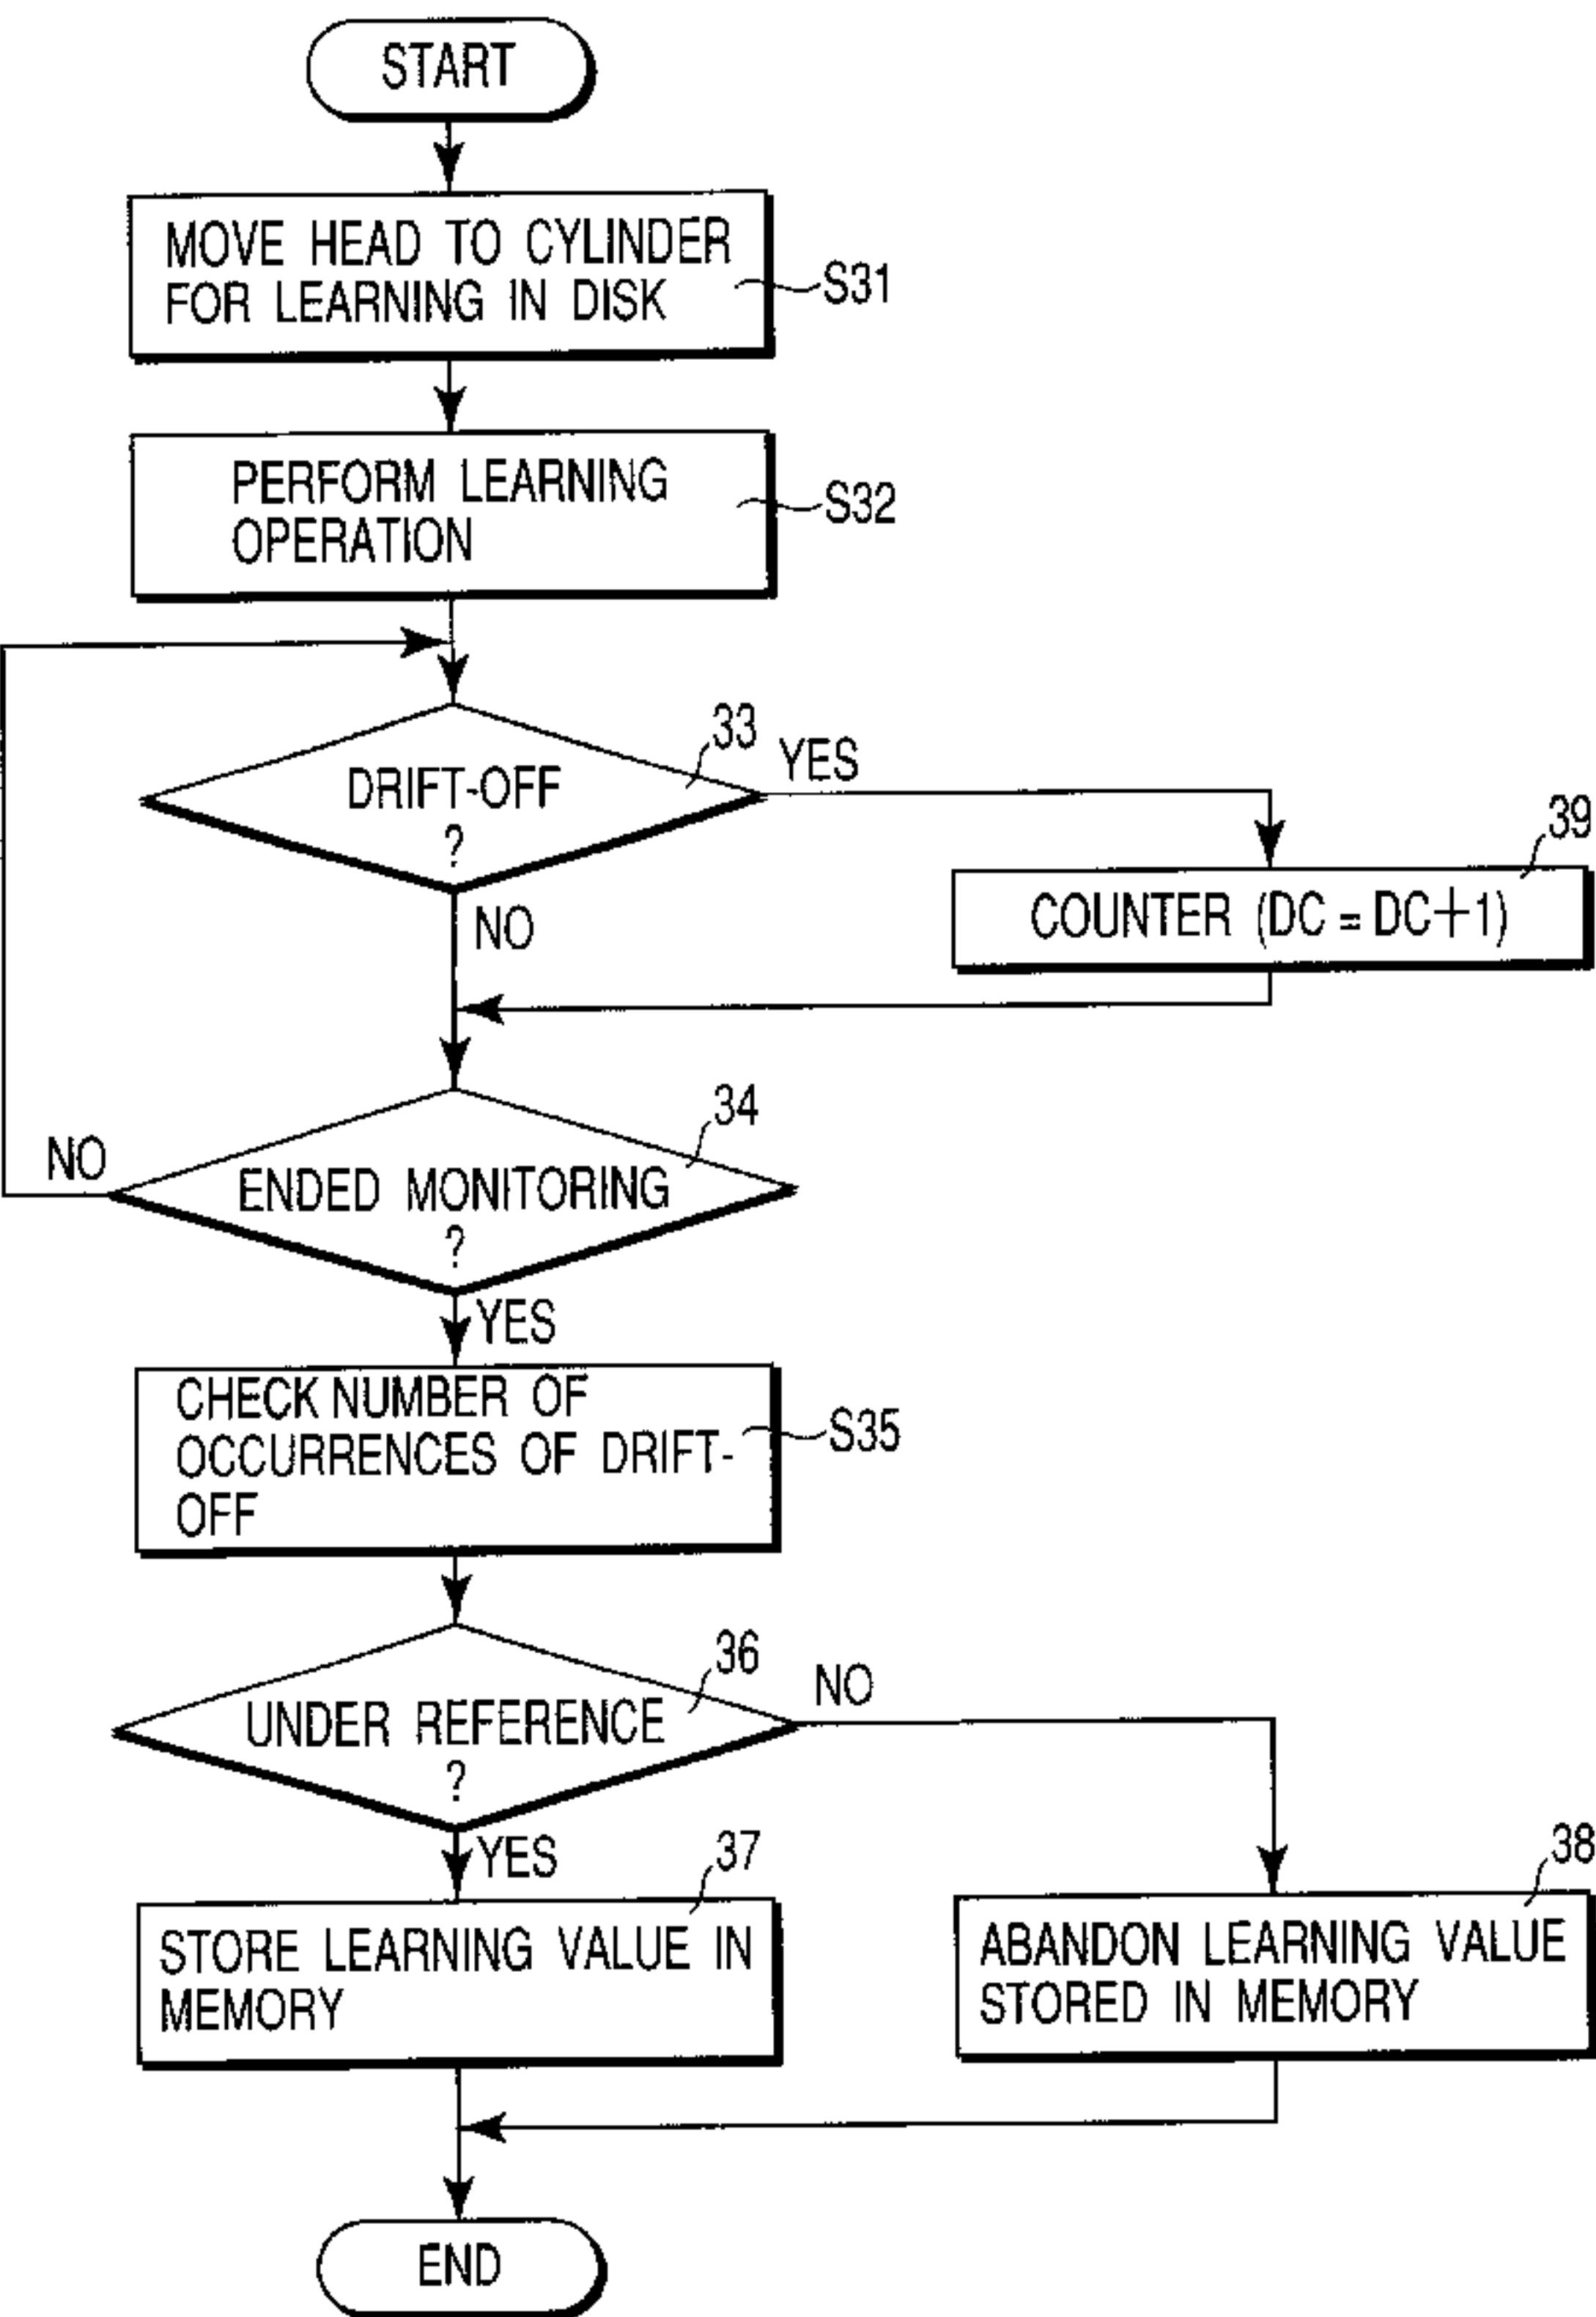 START
MOVE HEAD TO CYLINDER
FOR LEARNING IN DISK
S31
PERFORM LEARNING
OPERATION
S32
DRIFT-OFF
?
33
YES
NO
39
COUNTER (DC = DC+1)
34
NO
ENDED MONITORING
?
YES
CHECK NUMBER OF
OCCURRENCES OF DRIFT-
OFF
S35
36
NO
UNDER REFERENCE
?
YES
37
STORE LEARNING VALUE IN
MEMORY
38
ABANDON LEARNING VALUE
STORED IN MEMORY
END